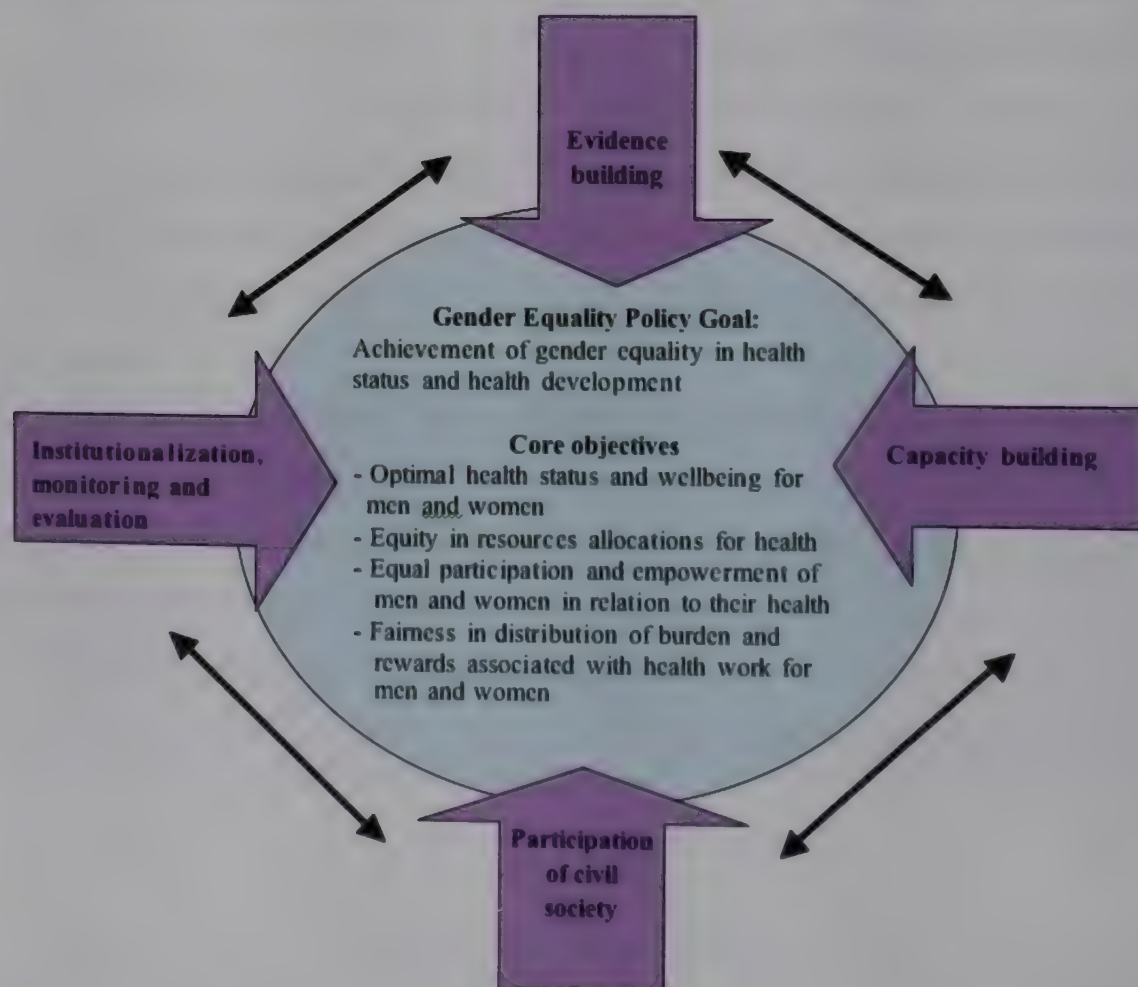 Evidence
building
Gender Equality Policy Goal:
Achievement of gender equality in health
status and health development
Core objectives
- Optimal health status and wellbeing for
men and women
- Equity in resources allocations for health
- Equal participation and empowerment of
men and women in relation to their health
- Fairness in distribution of burden and
rewards associated with health work for
men and women
Institutionalization,
monitoring and
evaluation
Capacity building
Participation
of civil
society